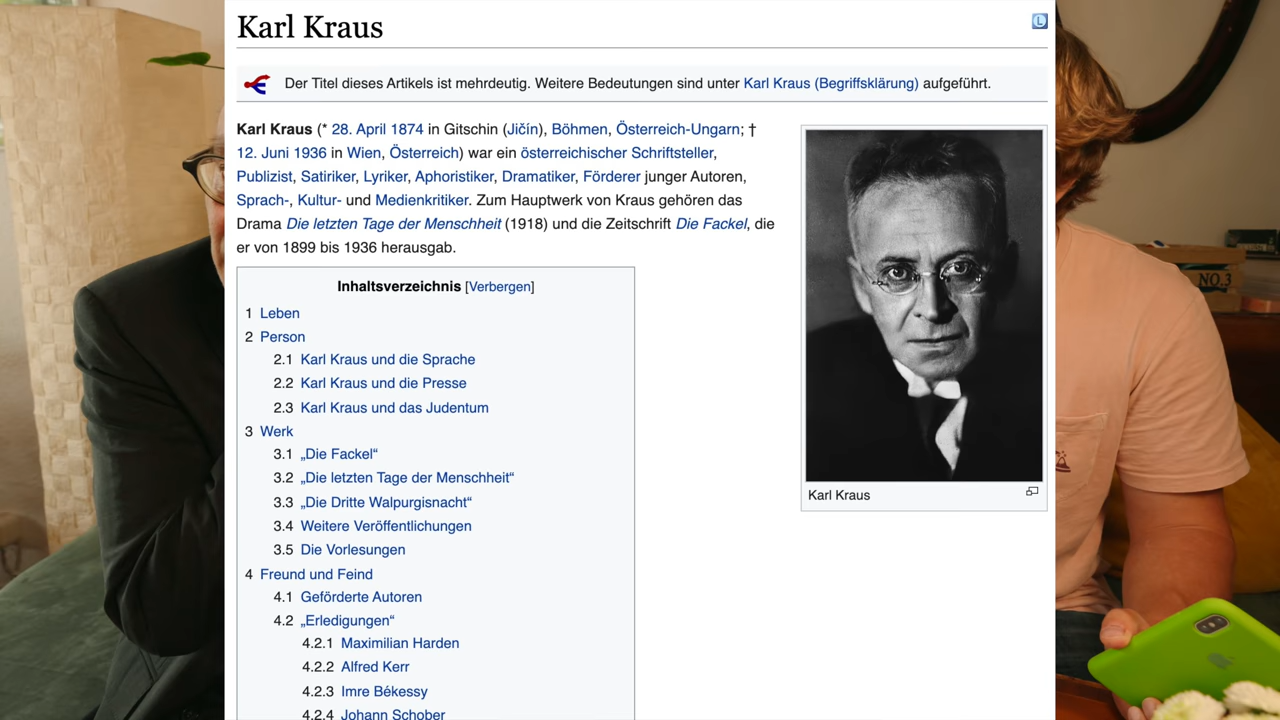 Karl Kraus
Der Titel dieses Artikels ist mehrdeutig. Weitere Bedeutungen sind unter Karl Kraus (Begriffsklärung) aufgeführt.
Karl Kraus (* 28. April 1874 in Gitschin (Jičín), Böhmen, Österreich-Ungarn; †
12. Juni 1936 in Wien, Österreich) war ein österreichischer Schriftsteller,
Publizist, Satiriker, Lyriker, Aphoristiker, Dramatiker, Förderer junger Autoren,
Sprach-, Kultur- und Medienkritiker. Zum Hauptwerk von Kraus gehören das
Drama Die letzten Tage der Menschheit (1918) und die Zeitschrift Die Fackel, die
er von 1899 bis 1936 herausgab.
Karl Kraus
Inhaltsverzeichnis [Verbergen]
1 Leben
2 Person
2.1 Karl Kraus und die Sprache
2.2 Karl Kraus und die Presse
2.3 Karl Kraus und das Judentum
3 Werk
3.1 „Die Fackel“
3.2 „Die letzten Tage der Menschheit“
3.3 „Die Dritte Walpurgisnacht“
3.4 Weitere Veröffentlichungen
3.5 Die Vorlesungen
4 Freund und Feind
4.1 Geförderte Autoren
4.2 „Erledigungen“
4.2.1 Maximilian Harden
4.2.2 Alfred Kerr
4.2.3 Imre Békessy
4.2.4 Johann Schober
NO.3